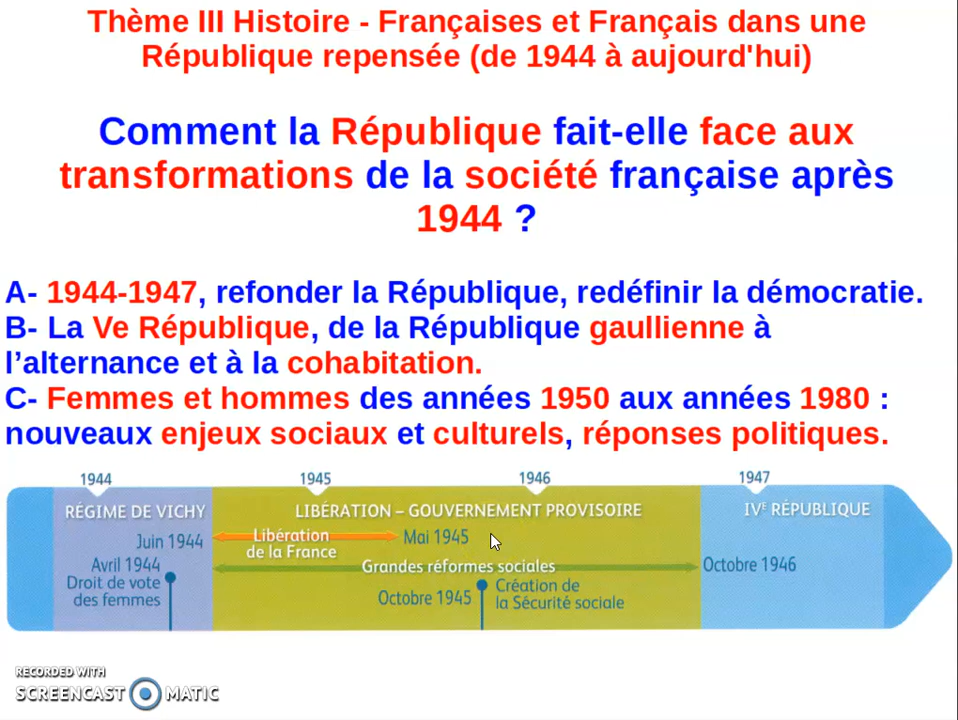 Thème III Histoire - Françaises et Français dans une
République repensée (de 1944 à aujourd'hui)
Comment la République fait-elle face aux
transformations de la société française après
1944 ?
A- 1944-1947, refonder la République, redéfinir la démocratie.
B- La Ve République, de la République gaullienne à
l’alternance et à la cohabitation.
C- Femmes et hommes des années 1950 aux années 1980 :
nouveaux enjeux sociaux et culturels, réponses politiques.
1944
1945
1946
1947
RÉGIME DE VICHY
LIBÉRATION – GOUVERNEMENT PROVISOIRE
IVE RÉPUBLIQUE
Juin 1944
Libération
de la France
Mai 1945
Avril 1944
Droit de vote
des femmes
Grandes réformes sociales
Octobre 1946
Octobre 1945
Création de
la Sécurité sociale
RECORDED WITH
SCREENCAST MATIC